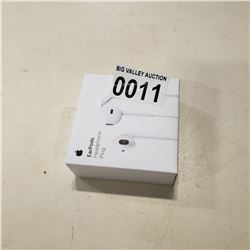 BIG VALLEY AUCTION
0011
EarPods
Headphone
Plug